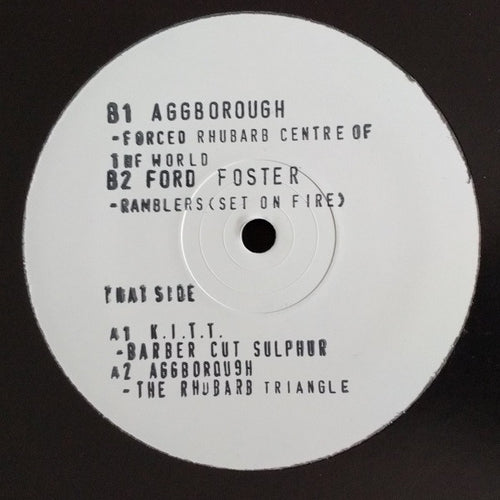 B1 AGGBOROUGH
-FORCED RHUBARB CENTRE OF
THE WORLD
B2 FORD FOSTER
-RAMBLERS(SET ON FIRE)
THAT SIDE
A1 K.I.T.T.
-BARBER CUT SULPHUR
A2 AGGBOROUGH
-THE RHUBARB TRIANGLE